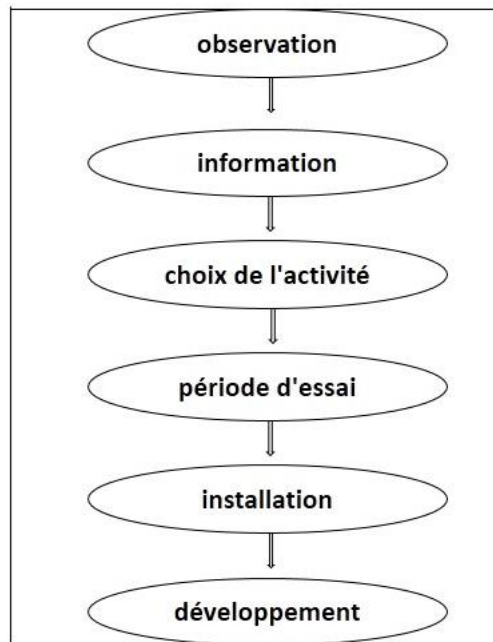 observation
information
choix de l'activité
période d'essai
installation
développement